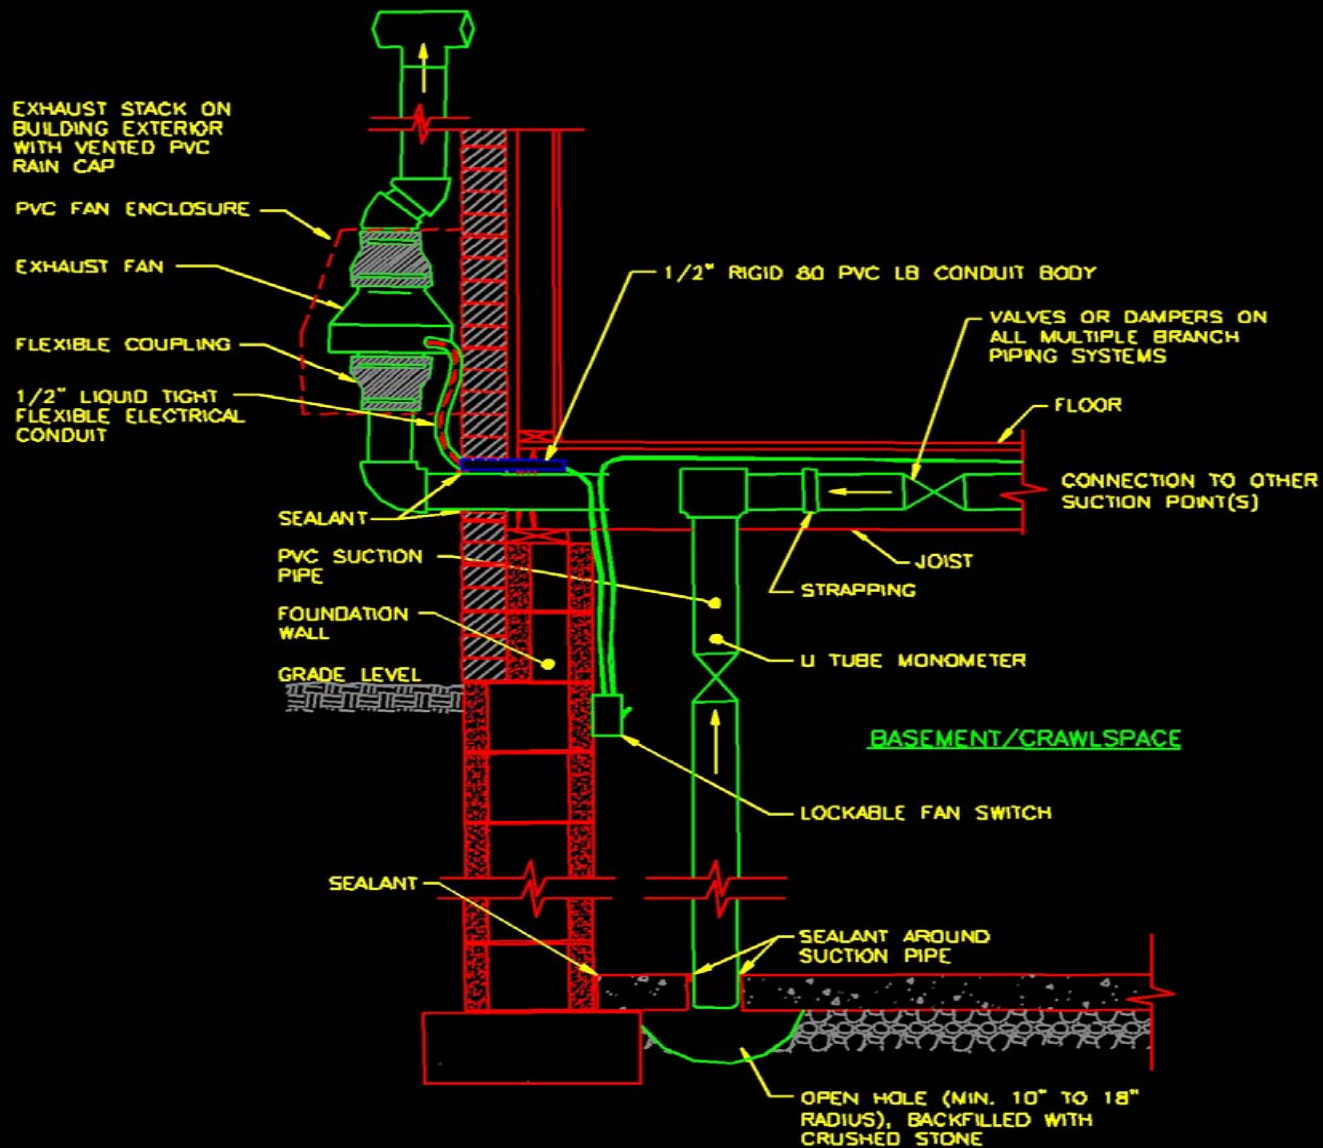 EXHAUST STACK ON
BUILDING EXTERIOR
WITH VENTED PVC
RAIN CAP
PVC FAN ENCLOSURE
EXHAUST FAN
FLEXIBLE COUPLING
1/2" LIQUID TIGHT
FLEXIBLE ELECTRICAL
CONDUIT
1/2" RIGID 80 PVC LB CONDUIT BODY
VALVES OR DAMPERS ON
ALL MULTIPLE BRANCH
PIPING SYSTEMS
FLOOR
CONNECTION TO OTHER
SUCTION POINT(S)
SEALANT
PVC SUCTION
PIPE
JOIST
STRAPPING
FOUNDATION
WALL
U TUBE MONOMETER
GRADE LEVEL
BASEMENT/CRAWLSPACE
LOCKABLE FAN SWITCH
SEALANT
SEALANT AROUND
SUCTION PIPE
OPEN HOLE (MIN. 10" TO 18"
RADIUS), BACKFILLED WITH
CRUSHED STONE